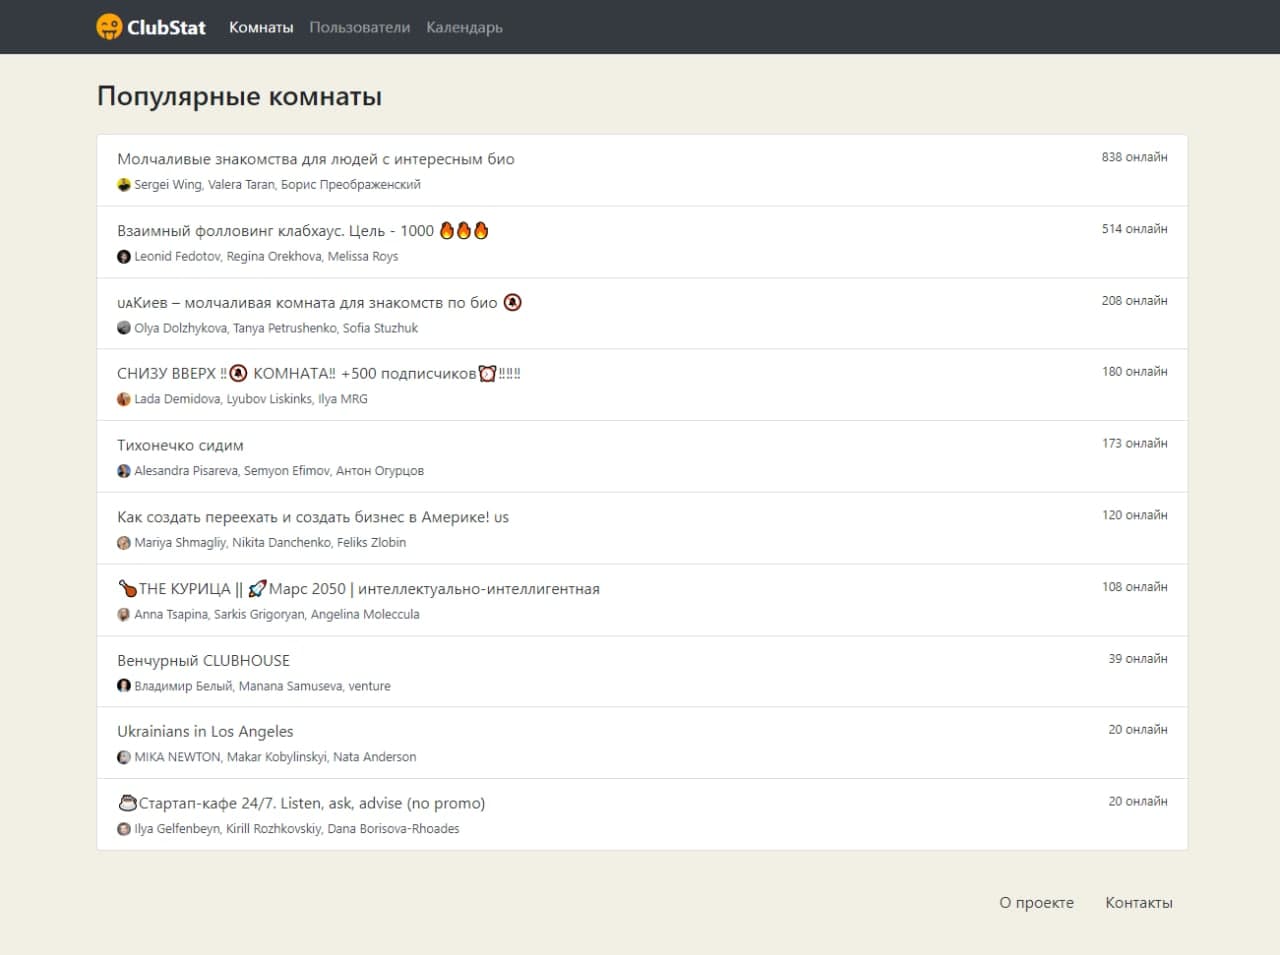 ClubStat Комнаты Пользователи Календарь
Популярные комнаты
Молчаливые знакомства для людей с интересным био 838 онлайн
Sergei Wing, Valera Taran, Борис Преображенский
Взаимный фолловинг клабхаус. Цель - 1000 🔥🔥🔥 514 онлайн
Leonid Fedotov, Regina Orekhova, Melissa Roys
🇺🇦Киев – молчаливая комната для знакомств по био 🔕 208 онлайн
Olya Dolzhykova, Tanya Petrushenko, Sofia Stuzhuk
СНИЗУ ВВЕРХ ‼🔕 КОМНАТА‼ +500 подписчиков⏰‼‼‼ 180 онлайн
Lada Demidova, Lyubov Liskinks, Ilya MRG
Тихонечко сидим 173 онлайн
Alesandra Pisareva, Semyon Efimov, Антон Огурцов
Как создать переехать и создать бизнес в Америке! 🇺🇸 120 онлайн
Mariya Shmagliy, Nikita Danchenko, Feliks Zlobin
🍗THE КУРИЦА || 🚀Марс 2050 | интеллектуально-интеллигентная 108 онлайн
Anna Tsapina, Sarkis Grigoryan, Angelina Moleccula
Венчурный CLUBHOUSE 39 онлайн
Владимир Белый, Manana Samuseva, venture
Ukrainians in Los Angeles 20 онлайн
MIKA NEWTON, Makar Kobylinskyi, Nata Anderson
☕Стартап-кафе 24/7. Listen, ask, advise (no promo) 20 онлайн
Ilya Gelfenbeyn, Kirill Rozhkovskiy, Dana Borisova-Rhoades
О проекте Контакты